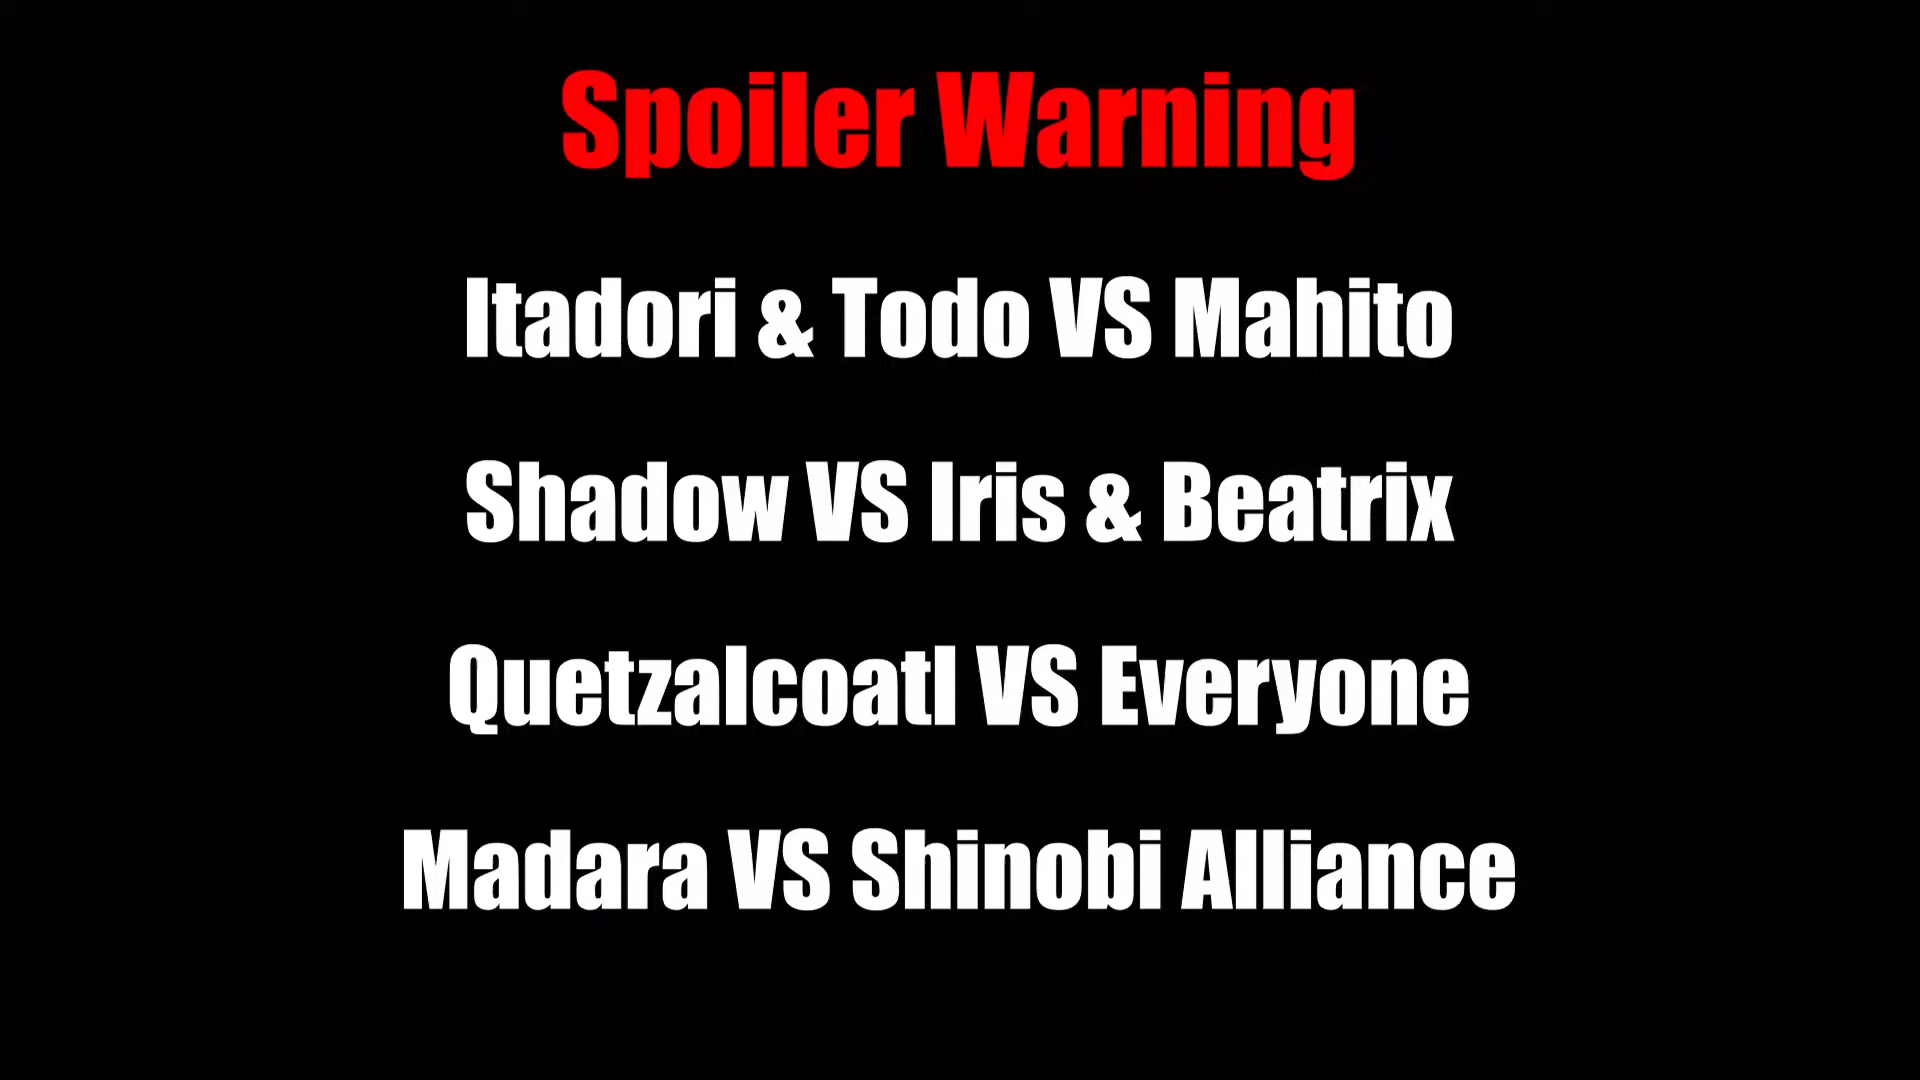 Spoiler Warning
Itadori & Todo VS Mahito
Shadow VS Iris & Beatrix
Quetzalcoatl VS Everyone
Madara VS Shinobi Alliance